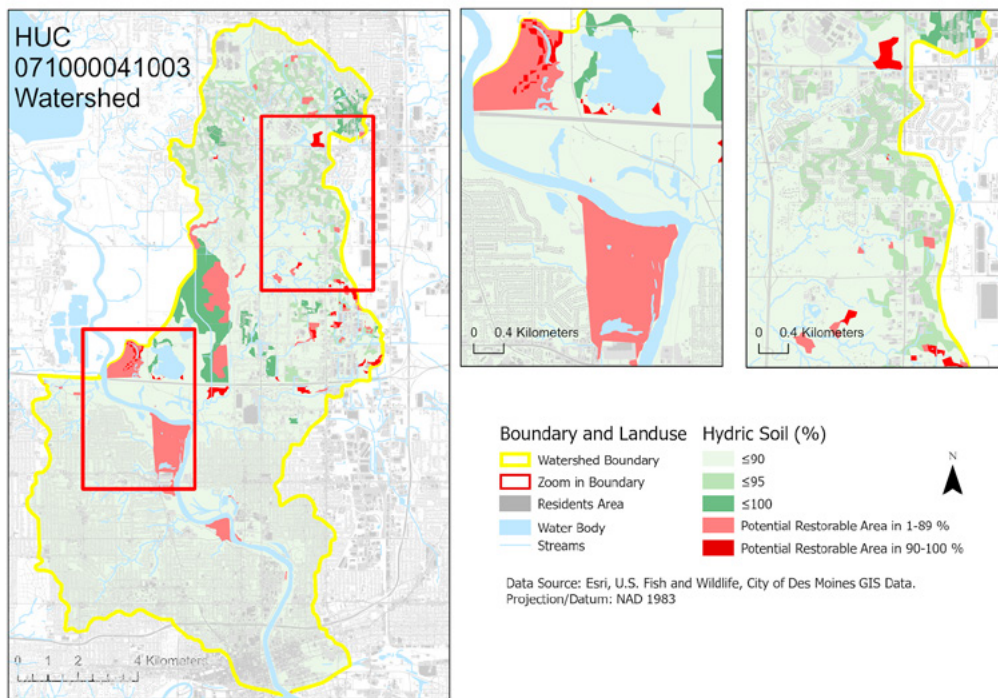 HUC
071000041003
Watershed
0 1 2 4 Kilometers
0 0.4 Kilometers
0 0.4 Kilometers
Boundary and Landuse
Watershed Boundary
Zoom in Boundary
Residents Area
Water Body
Streams
Hydric Soil (%)
≤90
≤95
≤100
Potential Restorable Area in 1-89 %
Potential Restorable Area in 90-100 %
N
Data Source: Esri, U.S. Fish and Wildlife, City of Des Moines GIS Data.
Projection/Datum: NAD 1983